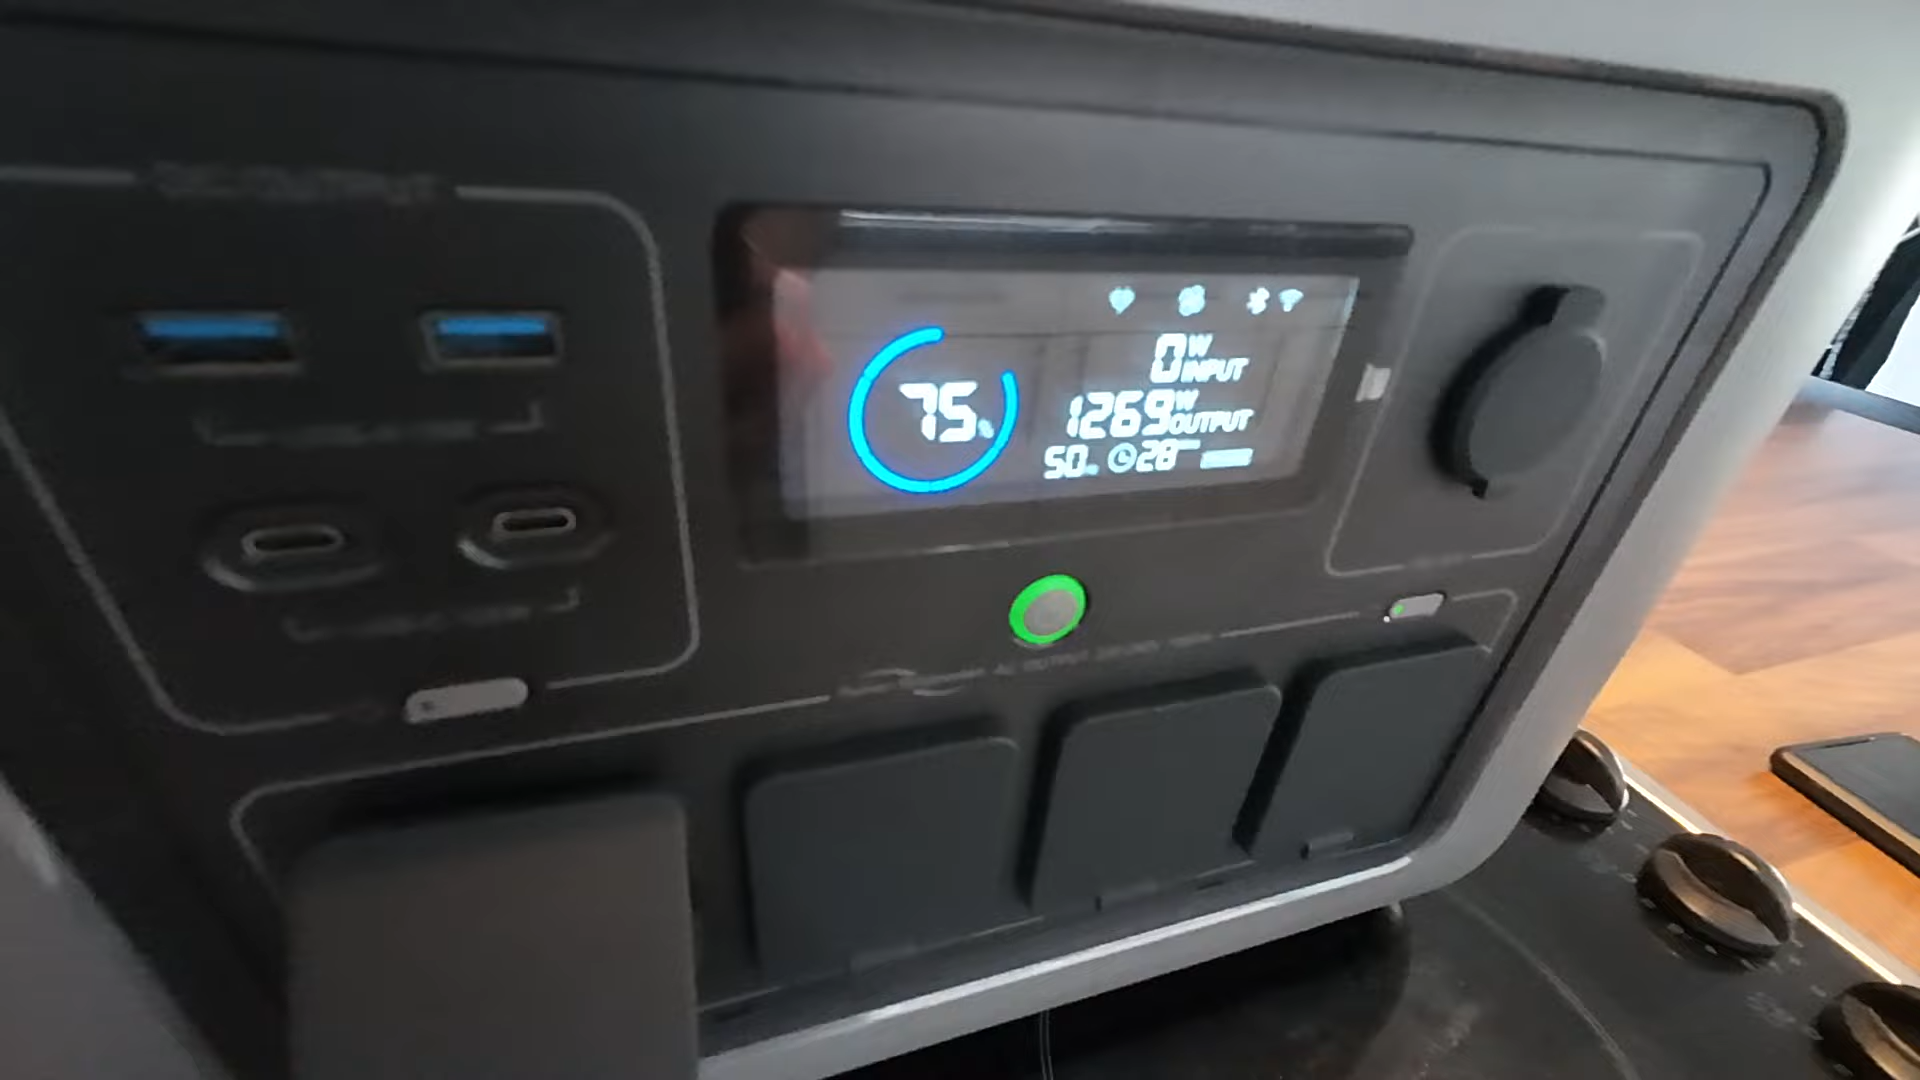 DC OUTPUT
75%
0W INPUT
1269W OUTPUT
50 28
AC OUTPUT